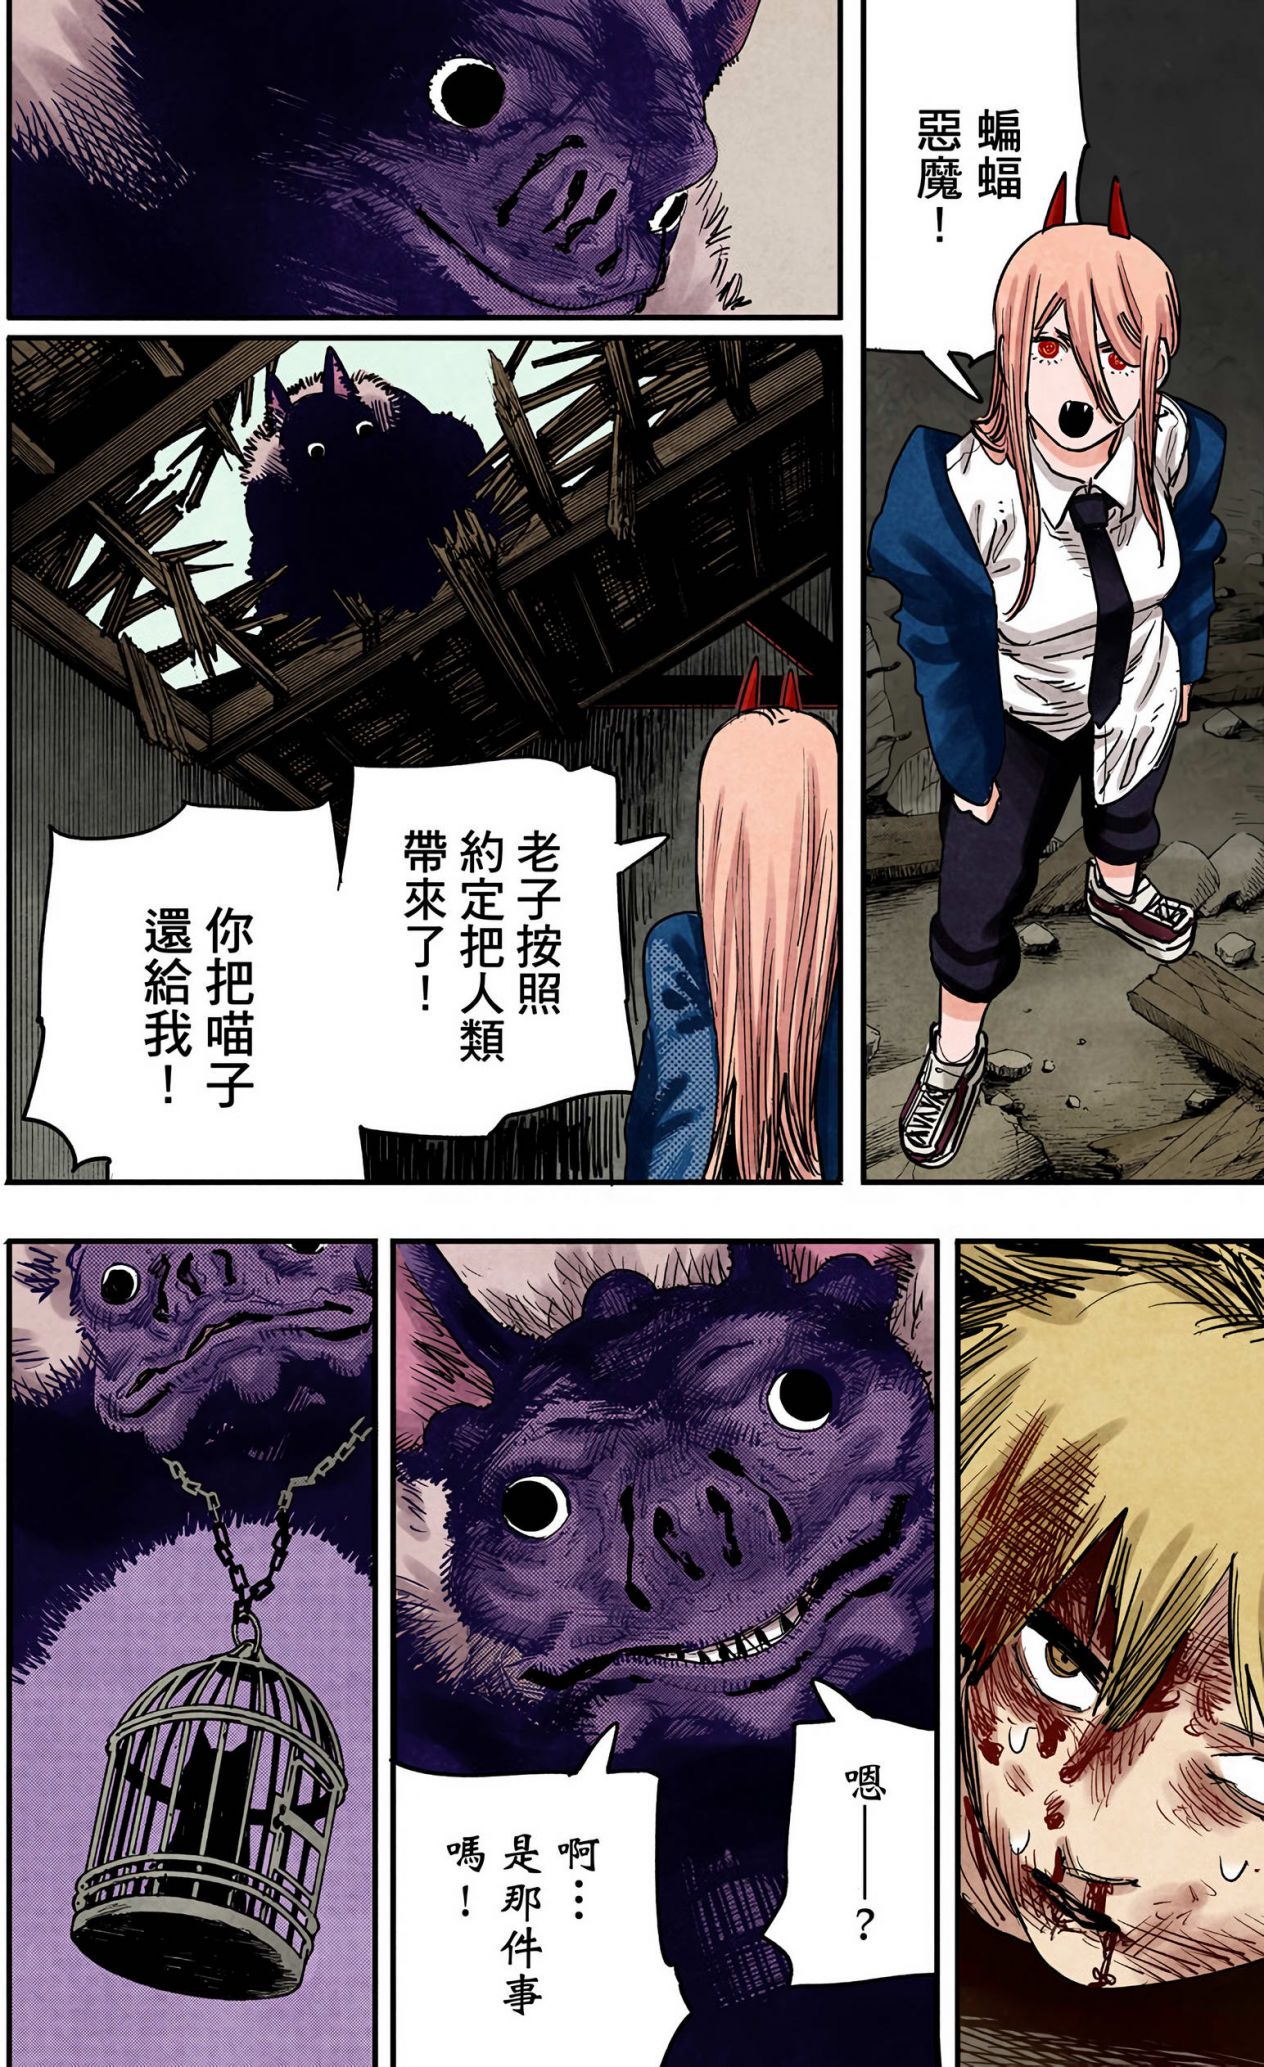 蝙蝠
惡魔！
老子按照
約定把人類
帶來了！
你把喵子
還給我！
嗯——？
啊…
是那件事
嗎！